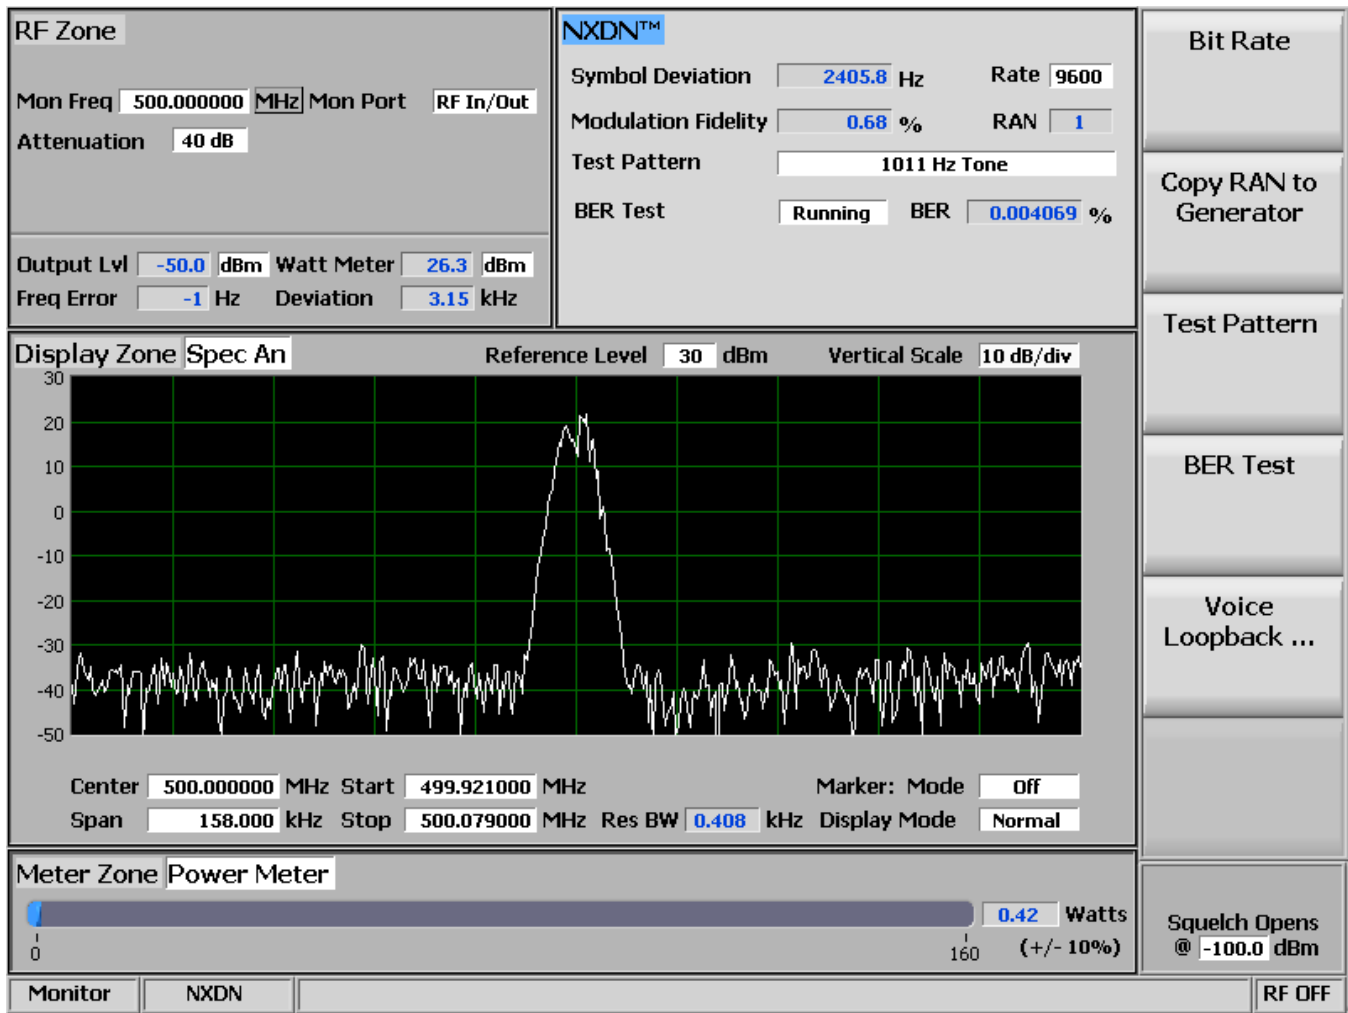 RF Zone
Mon Freq 500.000000 MHz Mon Port RF In/Out
Attenuation 40 dB
Output Lvl -50.0 dBm Watt Meter 26.3 dBm
Freq Error -1 Hz Deviation 3.15 kHz
NXDN™
Symbol Deviation 2405.8 Hz Rate 9600
Modulation Fidelity 0.68 % RAN 1
Test Pattern 1011 Hz Tone
BER Test Running BER 0.004069 %
Display Zone Spec An Reference Level 30 dBm Vertical Scale 10 dB/div
30
20
10
0
-10
-20
-30
-40
-50
Center 500.000000 MHz Start 499.921000 MHz Marker: Mode Off
Span 158.000 kHz Stop 500.079000 MHz Res BW 0.408 kHz Display Mode Normal
Meter Zone Power Meter
0.42 Watts
0 160 (+/- 10%)
Bit Rate
Copy RAN to
Generator
Test Pattern
BER Test
Voice
Loopback ...
Squelch Opens
@ -100.0 dBm
Monitor NXDN RF OFF